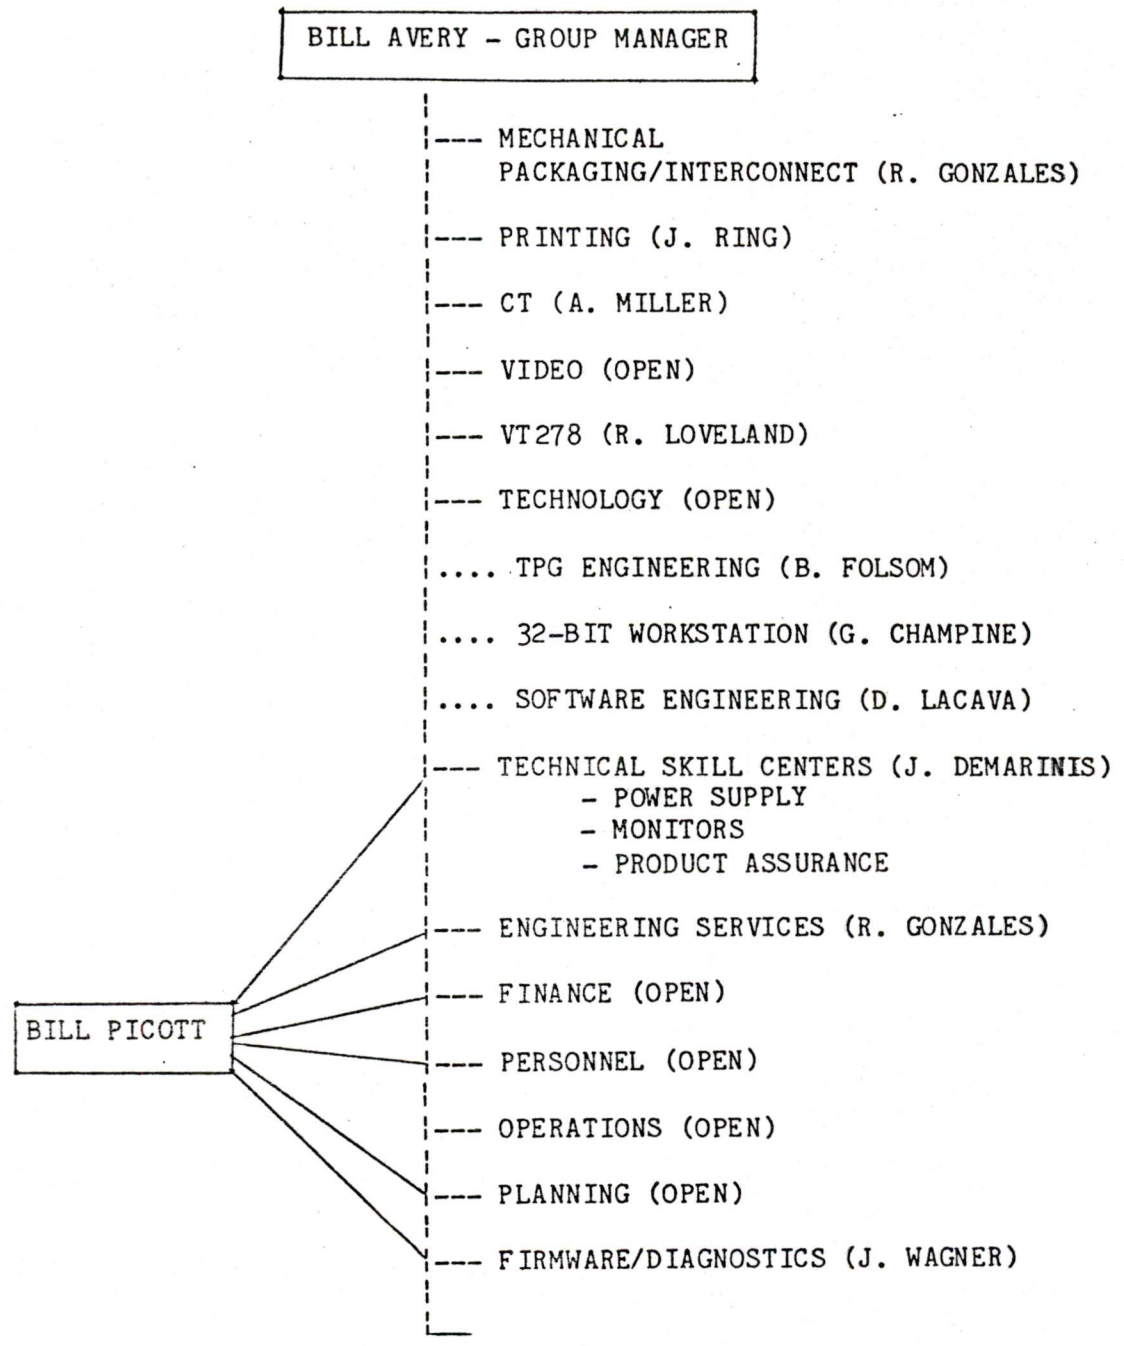 BILL AVERY - GROUP MANAGER
--- MECHANICAL
PACKAGING/INTERCONNECT (R. GONZALES)
--- PRINTING (J. RING)
--- CT (A. MILLER)
--- VIDEO (OPEN)
--- VT278 (R. LOVELAND)
--- TECHNOLOGY (OPEN)
.... TPG ENGINEERING (B. FOLSOM)
.... 32-BIT WORKSTATION (G. CHAMPINE)
.... SOFTWARE ENGINEERING (D. LACAVA)
--- TECHNICAL SKILL CENTERS (J. DEMARINIS)
- POWER SUPPLY
- MONITORS
- PRODUCT ASSURANCE
--- ENGINEERING SERVICES (R. GONZALES)
--- FINANCE (OPEN)
BILL PICOTT
--- PERSONNEL (OPEN)
--- OPERATIONS (OPEN)
--- PLANNING (OPEN)
--- FIRMWARE/DIAGNOSTICS (J. WAGNER)